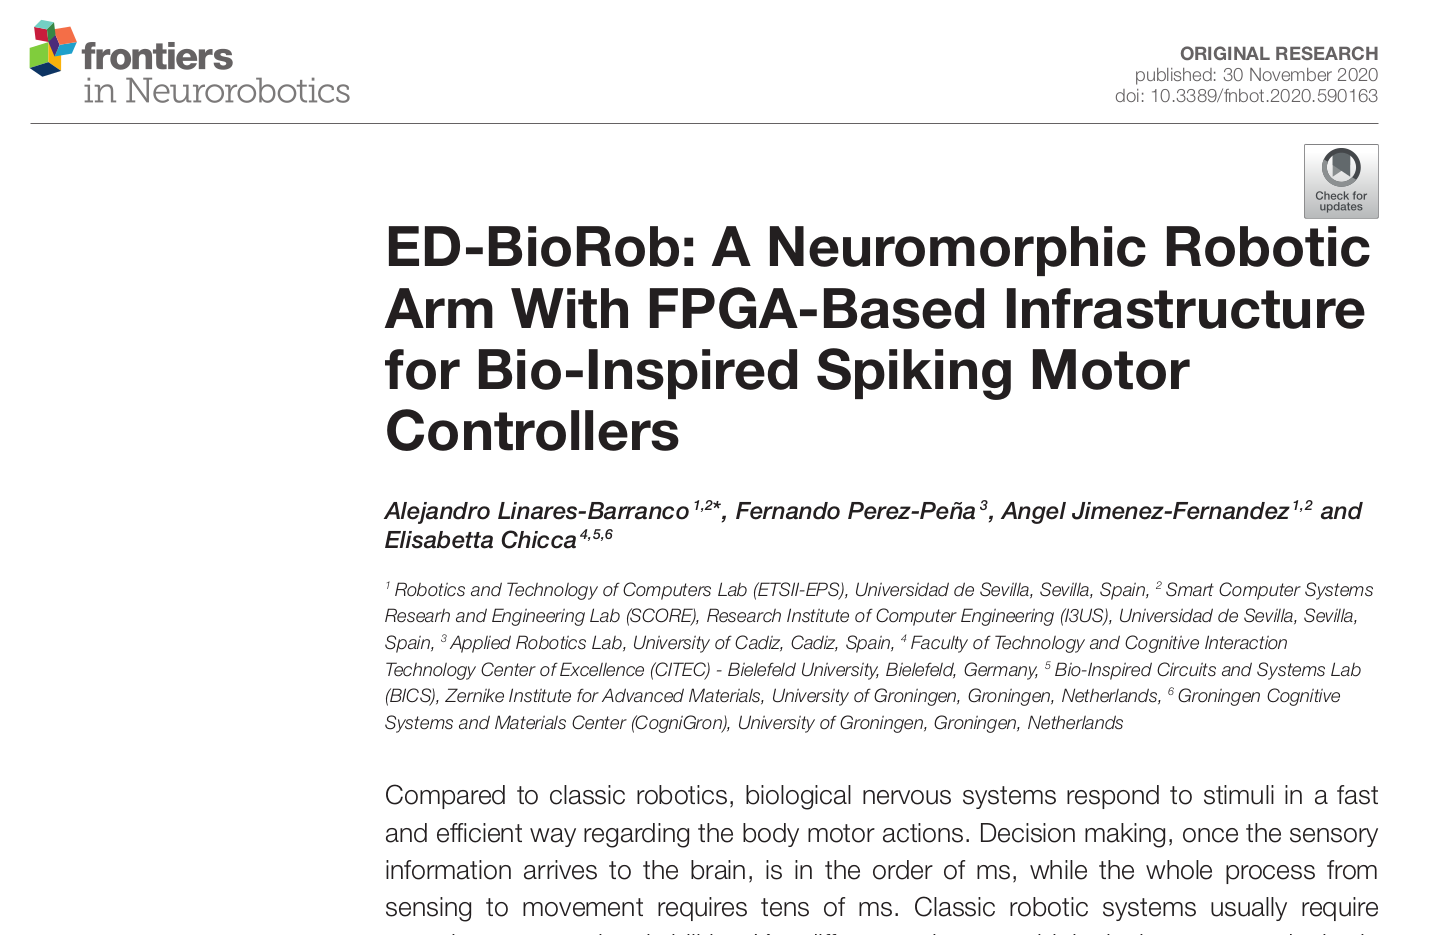 frontiers
in Neurorobotics
ORIGINAL RESEARCH
published: 30 November 2020
doi: 10.3389/fnbot.2020.590163
Check for
updates
ED-BioRob: A Neuromorphic Robotic
Arm With FPGA-Based Infrastructure
for Bio-Inspired Spiking Motor
Controllers
Alejandro Linares-Barranco 1,2*, Fernando Perez-Peña 3, Angel Jimenez-Fernandez 1,2 and
Elisabetta Chicca 4,5,6
1 Robotics and Technology of Computers Lab (ETSII-EPS), Universidad de Sevilla, Sevilla, Spain, 2 Smart Computer Systems
Researh and Engineering Lab (SCORE), Research Institute of Computer Engineering (I3US), Universidad de Sevilla, Sevilla,
Spain, 3 Applied Robotics Lab, University of Cadiz, Cadiz, Spain, 4 Faculty of Technology and Cognitive Interaction
Technology Center of Excellence (CITEC) - Bielefeld University, Bielefeld, Germany, 5 Bio-Inspired Circuits and Systems Lab
(BICS), Zernike Institute for Advanced Materials, University of Groningen, Groningen, Netherlands, 6 Groningen Cognitive
Systems and Materials Center (CogniGron), University of Groningen, Groningen, Netherlands
Compared to classic robotics, biological nervous systems respond to stimuli in a fast
and efficient way regarding the body motor actions. Decision making, once the sensory
information arrives to the brain, is in the order of ms, while the whole process from
sensing to movement requires tens of ms. Classic robotic systems usually require